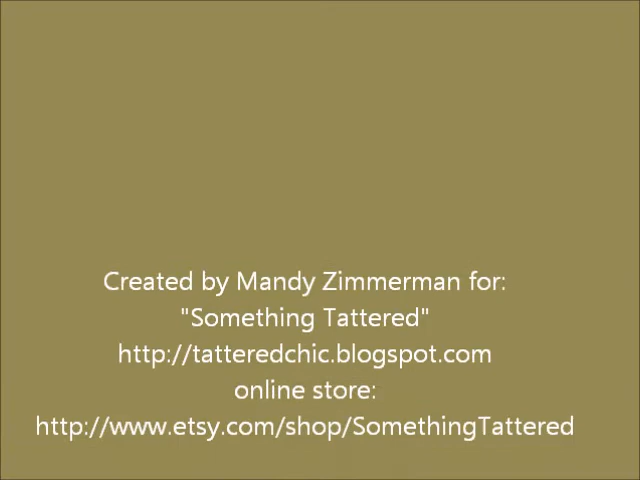 Created by Mandy Zimmerman for:
"Something Tattered"
http://tatteredchic.blogspot.com
online store:
http://www.etsy.com/shop/SomethingTattered